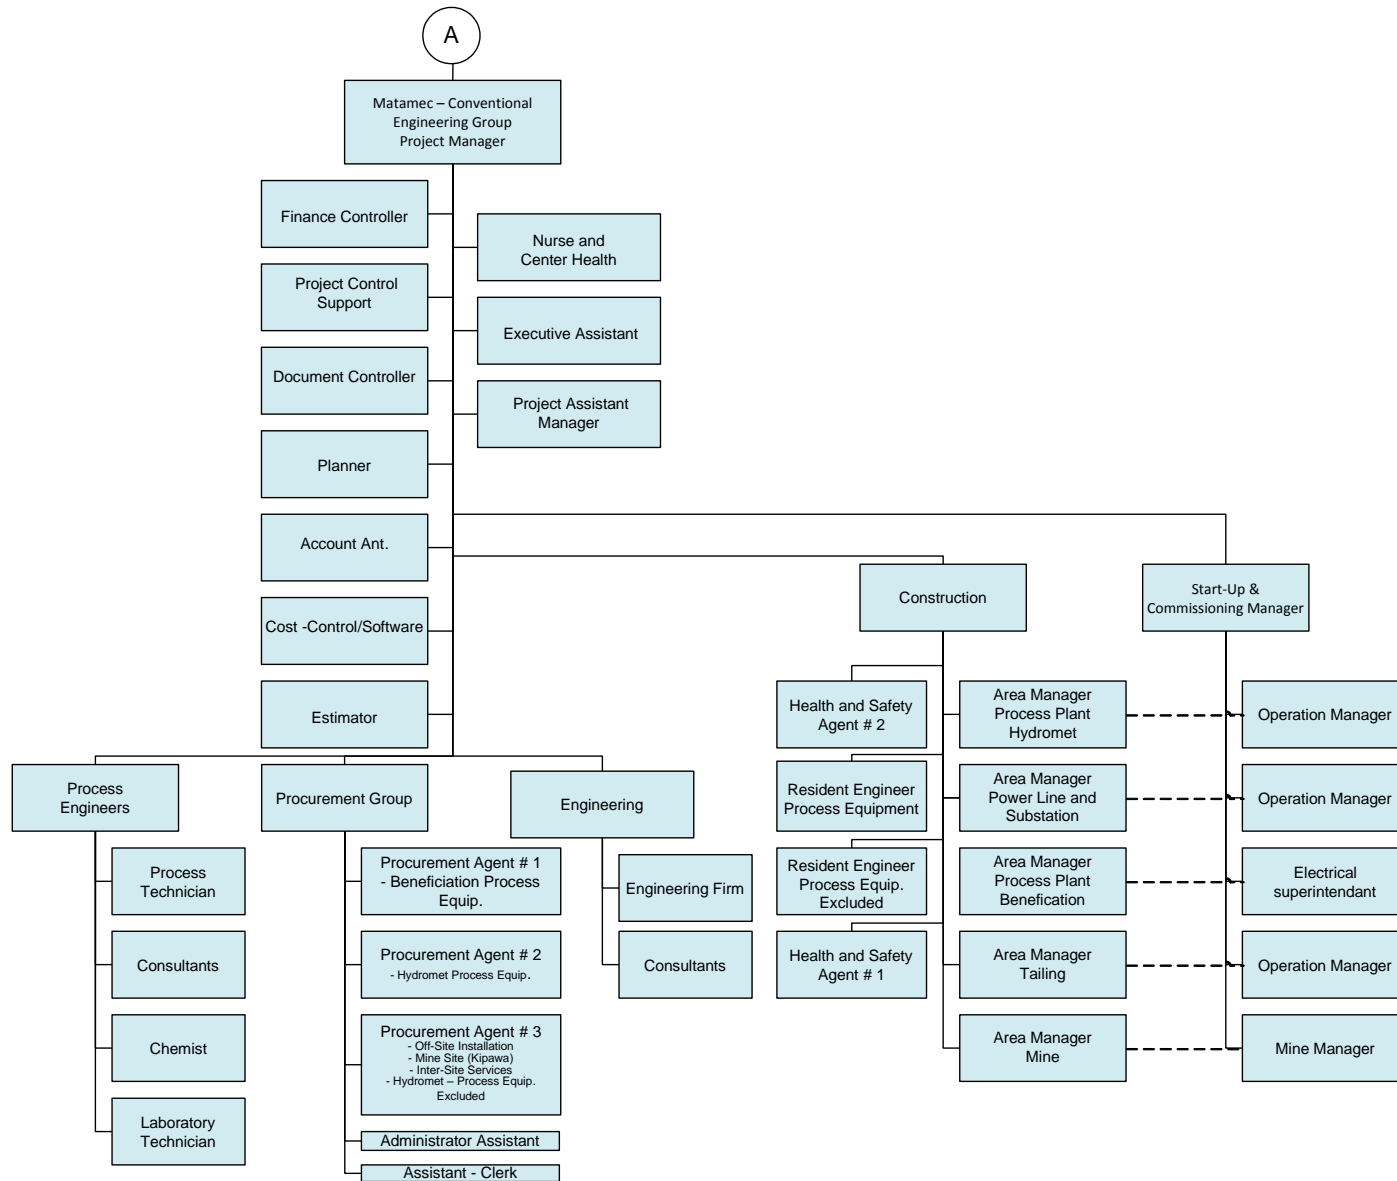 A
Matamec – Conventional
Engineering Group
Project Manager
Finance Controller
Nurse and
Center Health
Project Control
Support
Executive Assistant
Document Controller
Project Assistant
Manager
Planner
Account Ant.
Cost -Control/Software
Estimator
Construction
Start-Up &
Commissioning Manager
Health and Safety
Agent # 2
Area Manager
Process Plant
Hydromet
Operation Manager
Resident Engineer
Process Equipment
Area Manager
Power Line and
Substation
Operation Manager
Resident Engineer
Process Equip.
Excluded
Area Manager
Process Plant
Benefication
Electrical
superintendant
Health and Safety
Agent # 1
Area Manager
Tailing
Operation Manager
Area Manager
Mine
Mine Manager
Process
Engineers
Process
Technician
Consultants
Chemist
Laboratory
Technician
Procurement Group
Procurement Agent # 1
- Beneficiation Process
Equip.
Procurement Agent # 2
- Hydromet Process Equip.
Procurement Agent # 3
- Off-Site Installation
- Mine Site (Kipawa)
- Inter-Site Services
- Hydromet – Process Equip.
Excluded
Administrator Assistant
Assistant - Clerk
Engineering
Engineering Firm
Consultants